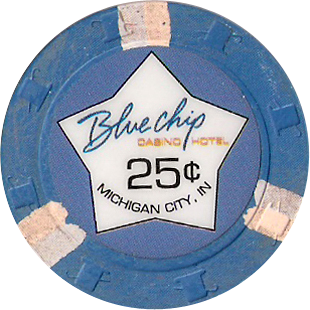 Blue chip
CASINO HOTEL
25¢
MICHIGAN CITY, IN